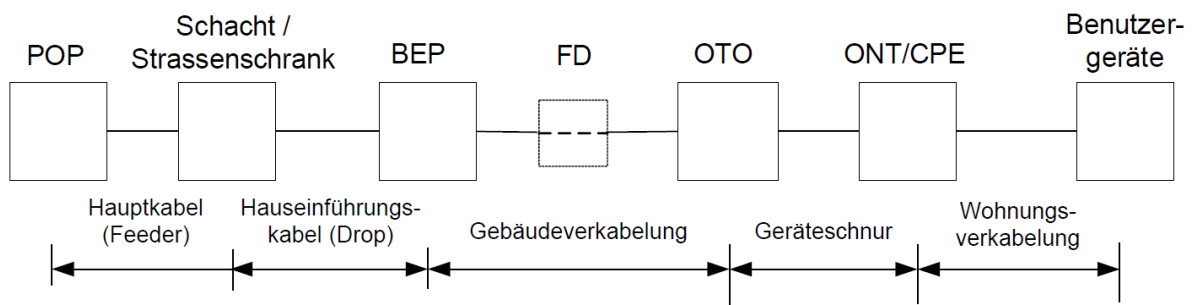 POP
Schacht /
Strassenschrank
BEP
FD
OTO
ONT/CPE
Benutzer-
geräte
Hauptkabel
(Feeder)
Hauseinführungs-
kabel (Drop)
Gebäudeverkabelung
Geräteschnur
Wohnungs-
verkabelung